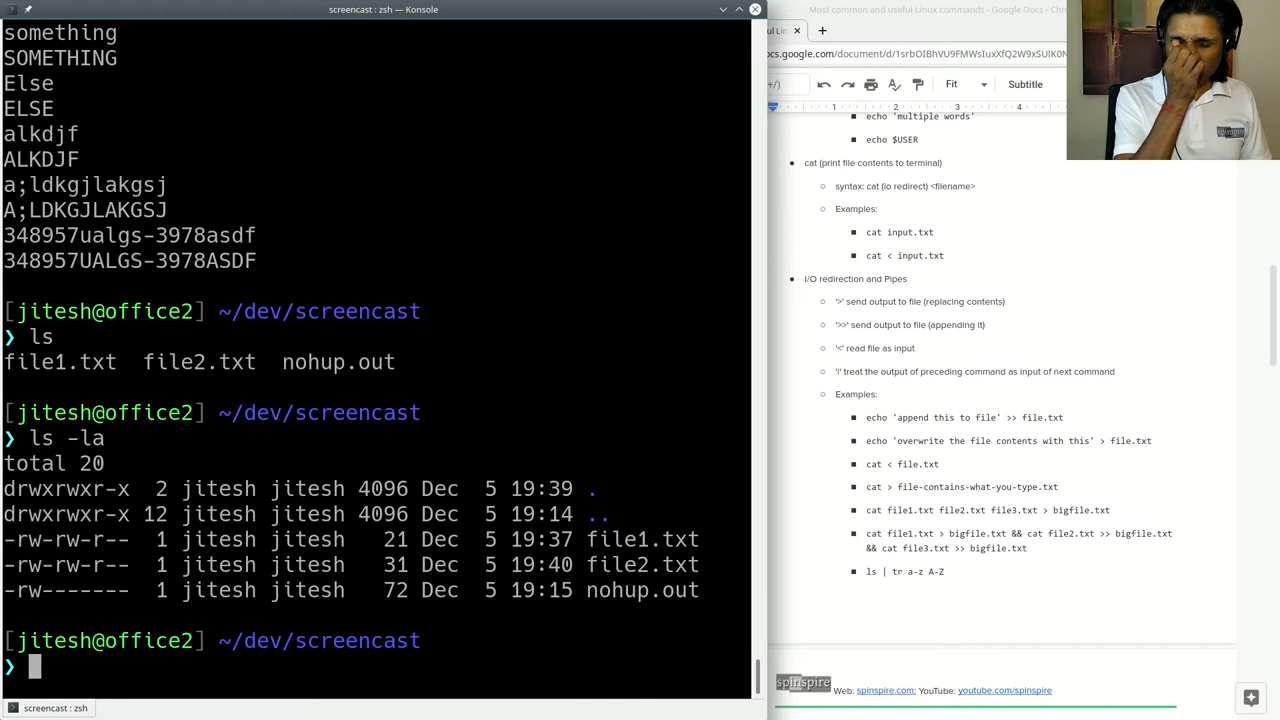 screencast : zsh — Konsole
something
SOMETHING
Else
ELSE
alkdjf
ALKDJF
a;ldkgjlakgsj
A;LDKGJLAKGSJ
348957ualgs-3978asdf
348957UALGS-3978ASDF
[jitesh@office2] ~/dev/screencast
❯ ls
file1.txt file2.txt nohup.out
[jitesh@office2] ~/dev/screencast
❯ ls -la
total 20
drwxrwxr-x 2 jitesh jitesh 4096 Dec 5 19:39 .
drwxrwxr-x 12 jitesh jitesh 4096 Dec 5 19:14 ..
-rw-rw-r-- 1 jitesh jitesh 21 Dec 5 19:37 file1.txt
-rw-rw-r-- 1 jitesh jitesh 31 Dec 5 19:40 file2.txt
-rw------- 1 jitesh jitesh 72 Dec 5 19:15 nohup.out
[jitesh@office2] ~/dev/screencast
❯
screencast : zsh
Most common and useful Linux commands - Google Docs - Chr
ful Lin
+/) Fit Subtitle
1 2 3 4
echo 'multiple words'
echo $USER
cat (print file contents to terminal)
syntax: cat (io redirect) <filename>
Examples:
cat input.txt
cat < input.txt
I/O redirection and Pipes
'>' send output to file (replacing contents)
'>>' send output to file (appending it)
'<' read file as input
'|' treat the output of preceding command as input of next command
Examples:
echo 'append this to file' >> file.txt
echo 'overwrite the file contents with this' > file.txt
cat < file.txt
cat > file-contains-what-you-type.txt
cat file1.txt file2.txt file3.txt > bigfile.txt
cat file1.txt > bigfile.txt && cat file2.txt >> bigfile.txt
&& cat file3.txt >> bigfile.txt
ls | tr a-z A-Z
spinspire Web: spinspire.com; YouTube: youtube.com/spinspire
spinspire